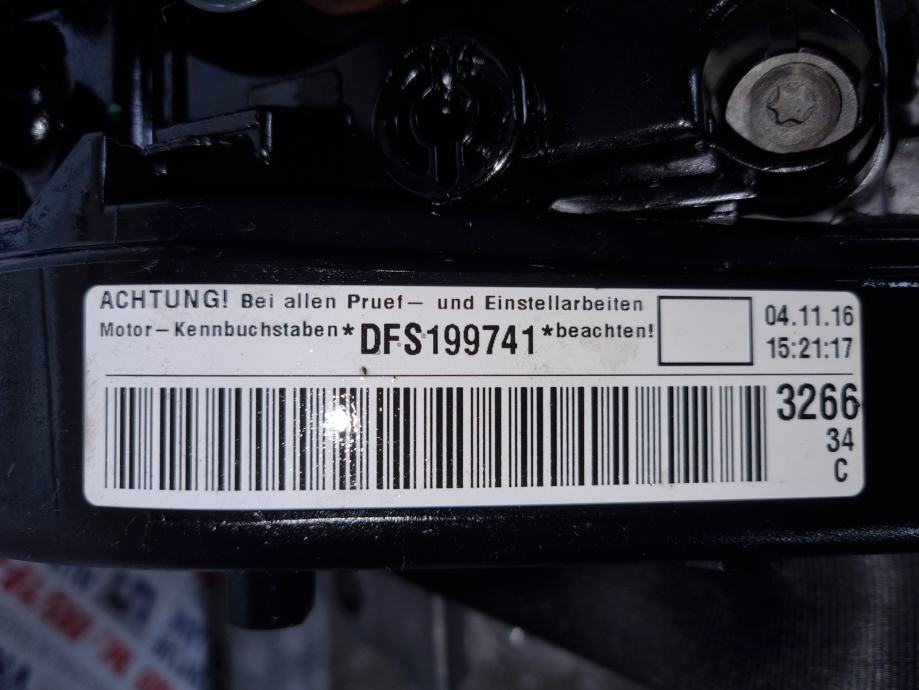 ACHTUNG! Bei allen Pruef- und Einstellarbeiten
Motor-Kennbuchstaben*DFS199741*beachten!
04.11.16
15:21:17
3266
34
C